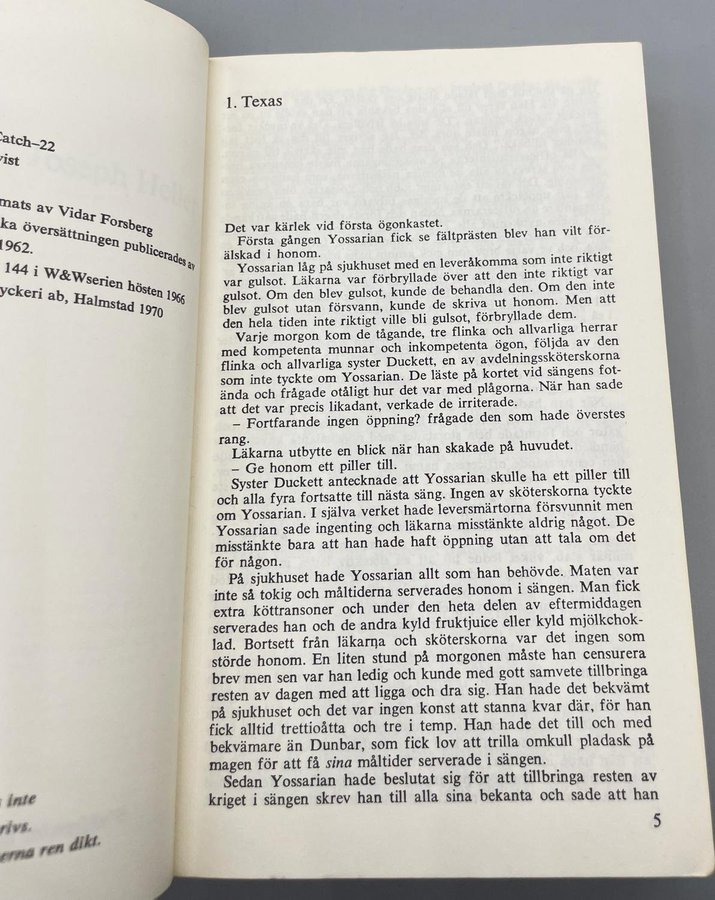 Catch–22
vist
mats av Vidar Forsberg
ka översättningen publicerades av
1962.
144 i W&Wserien hösten 1966
yckeri ab, Halmstad 1970
inte
rivs.
erna ren dikt.
1. Texas
Det var kärlek vid första ögonkastet.
Första gången Yossarian fick se fältprästen blev han vilt för-
älskad i honom.
Yossarian låg på sjukhuset med en leveråkomma som inte riktigt
var gulsot. Läkarna var förbryllade över att den inte riktigt var
gulsot. Om den blev gulsot, kunde de behandla den. Om den inte
blev gulsot utan försvann, kunde de skriva ut honom. Men att
den hela tiden inte riktigt ville bli gulsot, förbryllade dem.
Varje morgon kom de tågande, tre flinka och allvarliga herrar
med kompetenta munnar och inkompetenta ögon, följda av den
flinka och allvarliga syster Duckett, en av avdelningssköterskorna
som inte tyckte om Yossarian. De läste på kortet vid sängens fot-
ända och frågade otåligt hur det var med plågorna. När han sade
att det var precis likadant, verkade de irriterade.
– Fortfarande ingen öppning? frågade den som hade överstes
rang.
Läkarna utbytte en blick när han skakade på huvudet.
– Ge honom ett piller till.
Syster Duckett antecknade att Yossarian skulle ha ett piller till
och alla fyra fortsatte till nästa säng. Ingen av sköterskorna tyckte
om Yossarian. I själva verket hade leversmärtorna försvunnit men
Yossarian sade ingenting och läkarna misstänkte aldrig något. De
misstänkte bara att han hade haft öppning utan att tala om det
för någon.
På sjukhuset hade Yossarian allt som han behövde. Maten var
inte så tokig och måltiderna serverades honom i sängen. Man fick
extra köttransoner och under den heta delen av eftermiddagen
serverades han och de andra kyld fruktjuice eller kyld mjölkchok-
lad. Bortsett från läkarna och sköterskorna var det ingen som
störde honom. En liten stund på morgonen måste han censurera
brev men sen var han ledig och kunde med gott samvete tillbringa
resten av dagen med att ligga och dra sig. Han hade det bekvämt
på sjukhuset och det var ingen konst att stanna kvar där, för han
fick alltid trettioåtta och tre i temp. Han hade det till och med
bekvämare än Dunbar, som fick lov att trilla omkull pladask på
magen för att få sina måltider serverade i sängen.
Sedan Yossarian hade beslutat sig för att tillbringa resten av
kriget i sängen skrev han till alla sina bekanta och sade att han
5